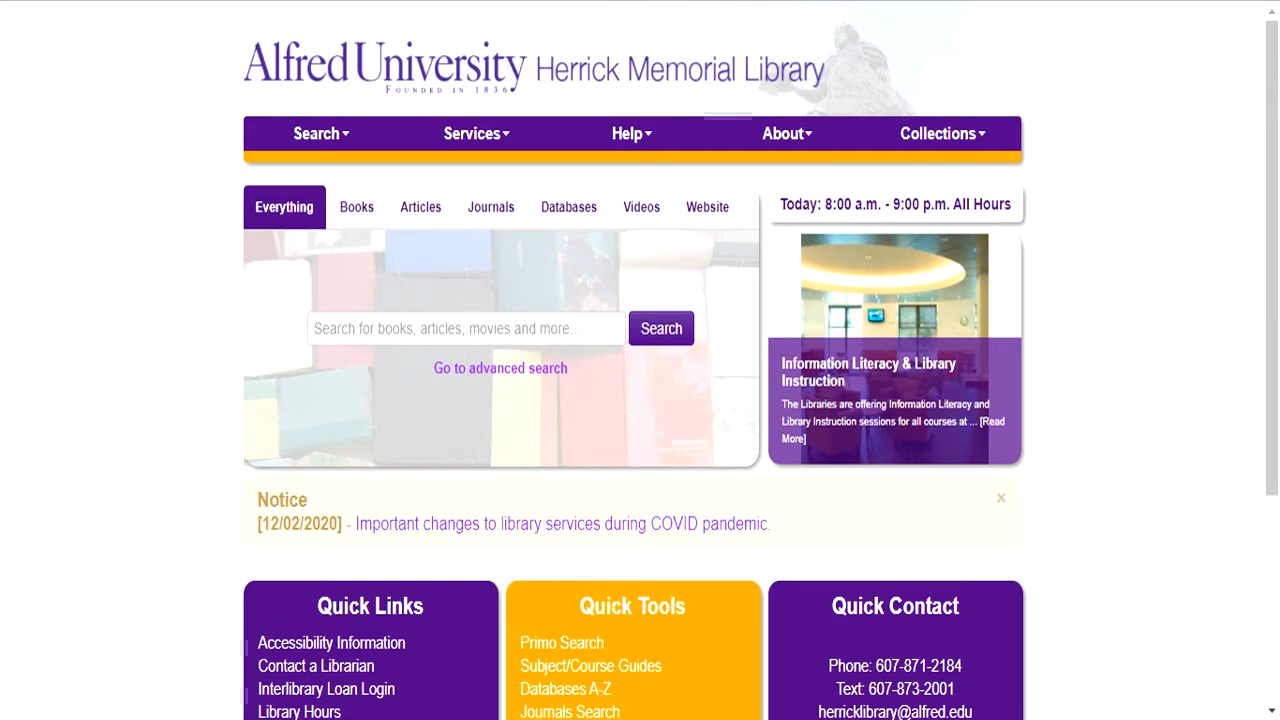 Alfred University Herrick Memorial Library
Founded in 1836
Search Services Help About Collections
Everything Books Articles Journals Databases Videos Website
Today: 8:00 a.m. - 9:00 p.m. All Hours
Search for books, articles, movies and more... Search
Go to advanced search
Information Literacy & Library
Instruction
The Libraries are offering Information Literacy and
Library Instruction sessions for all courses at ... [Read
More]
Notice ×
[12/02/2020] - Important changes to library services during COVID pandemic.
Quick Links
Accessibility Information
Contact a Librarian
Interlibrary Loan Login
Library Hours
Quick Tools
Primo Search
Subject/Course Guides
Databases A-Z
Journals Search
Quick Contact
Phone: 607-871-2184
Text: 607-873-2001
herricklibrary@alfred.edu